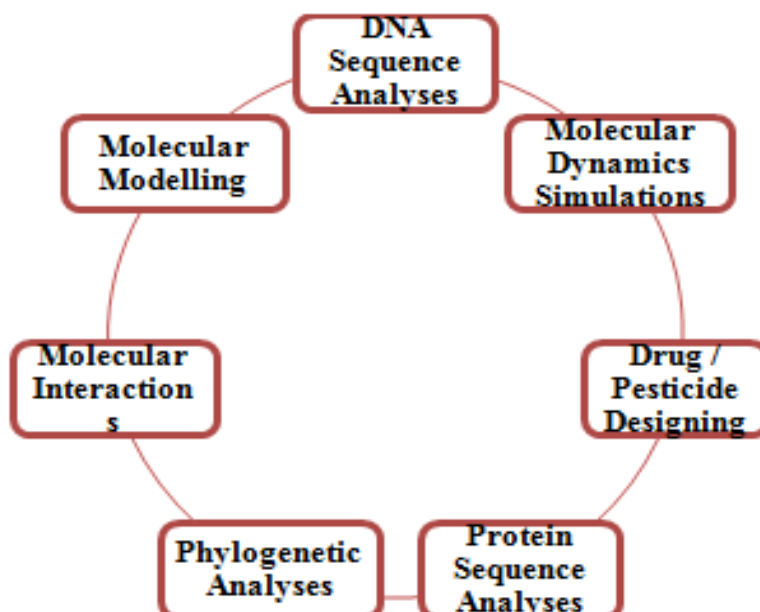 DNA
Sequence
Analyses
Molecular
Dynamics
Simulations
Drug /
Pesticide
Designing
Protein
Sequence
Analyses
Phylogenetic
Analyses
Molecular
Interaction
s
Molecular
Modelling